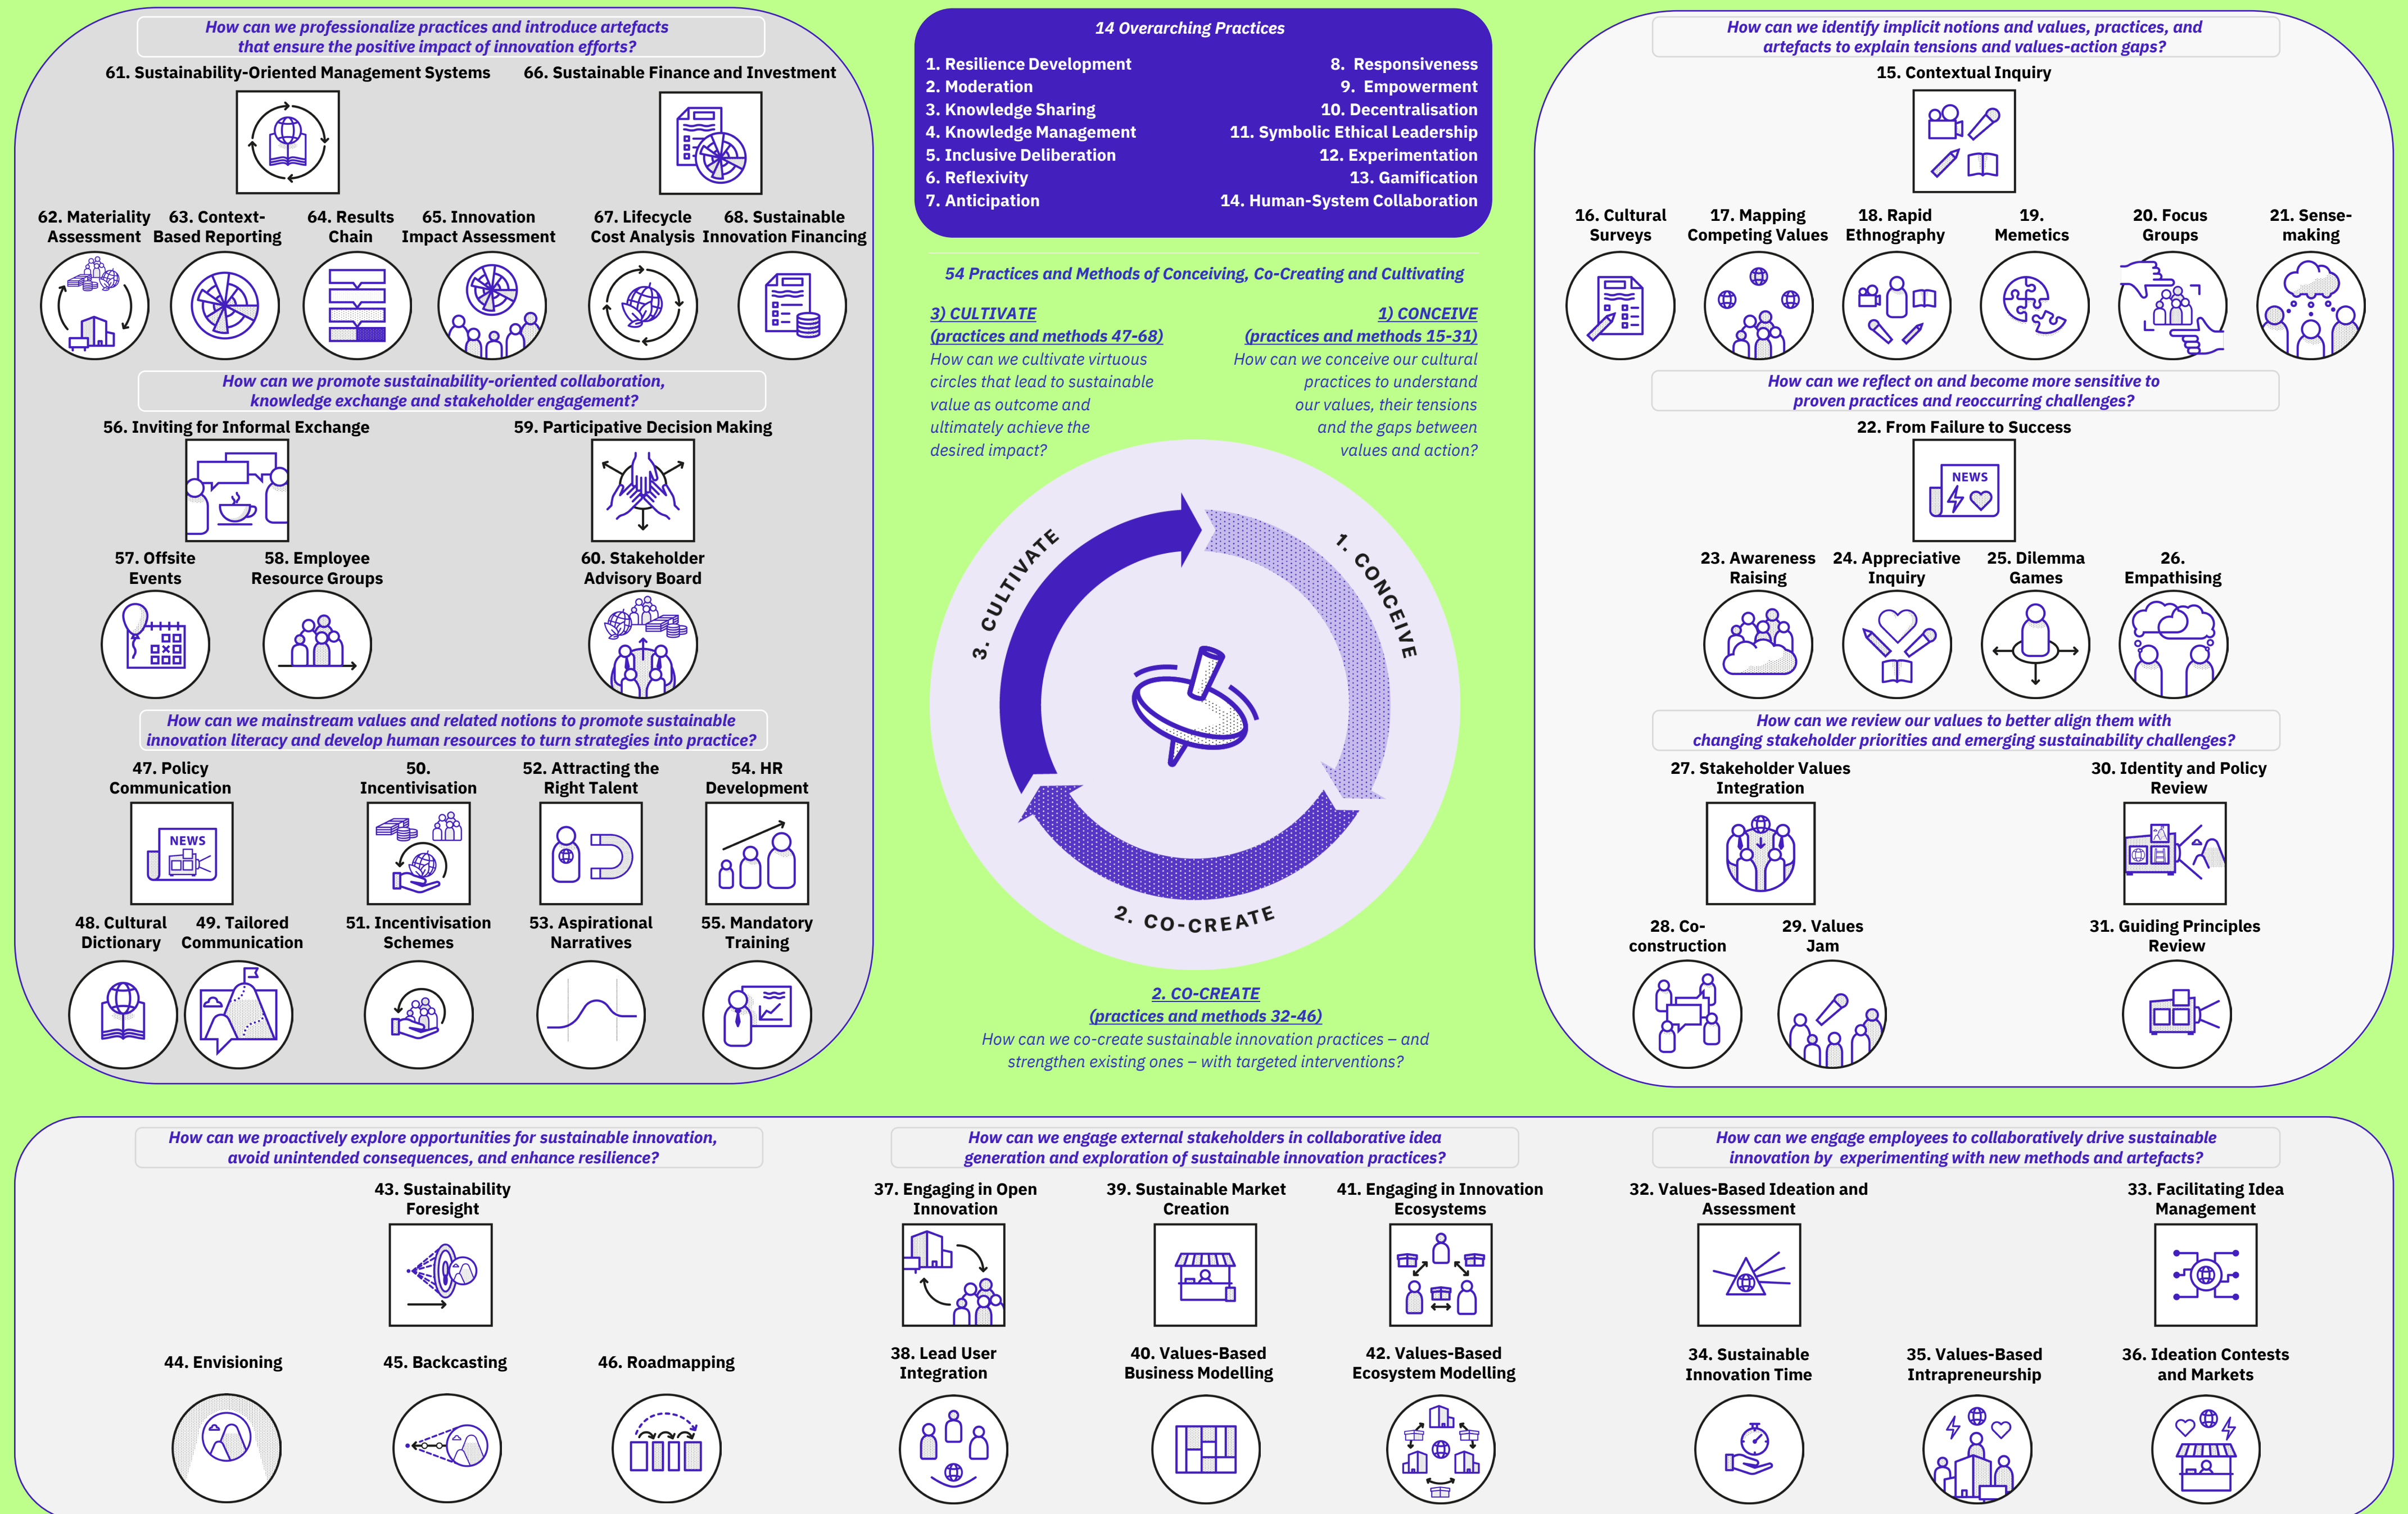 How can we professionalize practices and introduce artefacts
that ensure the positive impact of innovation efforts?
61. Sustainability-Oriented Management Systems
66. Sustainable Finance and Investment
62. Materiality
Assessment
63. Context-
Based Reporting
64. Results
Chain
65. Innovation
Impact Assessment
67. Lifecycle
Cost Analysis
68. Sustainable
Innovation Financing
How can we promote sustainability-oriented collaboration,
knowledge exchange and stakeholder engagement?
56. Inviting for Informal Exchange
59. Participative Decision Making
57. Offsite
Events
58. Employee
Resource Groups
60. Stakeholder
Advisory Board
How can we mainstream values and related notions to promote sustainable
innovation literacy and develop human resources to turn strategies into practice?
47. Policy
Communication
50.
Incentivisation
52. Attracting the
Right Talent
54. HR
Development
NEWS
48. Cultural
Dictionary
49. Tailored
Communication
51. Incentivisation
Schemes
53. Aspirational
Narratives
55. Mandatory
Training
14 Overarching Practices
1. Resilience Development
2. Moderation
3. Knowledge Sharing
4. Knowledge Management
5. Inclusive Deliberation
6. Reflexivity
7. Anticipation
8. Responsiveness
9. Empowerment
10. Decentralisation
11. Symbolic Ethical Leadership
12. Experimentation
13. Gamification
14. Human-System Collaboration
54 Practices and Methods of Conceiving, Co-Creating and Cultivating
3) CULTIVATE
(practices and methods 47-68)
How can we cultivate virtuous
circles that lead to sustainable
value as outcome and
ultimately achieve the
desired impact?
1) CONCEIVE
(practices and methods 15-31)
How can we conceive our cultural
practices to understand
our values, their tensions
and the gaps between
values and action?
3. CULTIVATE
1. CONCEIVE
2. CO-CREATE
2. CO-CREATE
(practices and methods 32-46)
How can we co-create sustainable innovation practices – and
strengthen existing ones – with targeted interventions?
How can we identify implicit notions and values, practices, and
artefacts to explain tensions and values-action gaps?
15. Contextual Inquiry
16. Cultural
Surveys
17. Mapping
Competing Values
18. Rapid
Ethnography
19.
Memetics
20. Focus
Groups
21. Sense-
making
How can we reflect on and become more sensitive to
proven practices and reoccurring challenges?
22. From Failure to Success
NEWS
23. Awareness
Raising
24. Appreciative
Inquiry
25. Dilemma
Games
26.
Empathising
How can we review our values to better align them with
changing stakeholder priorities and emerging sustainability challenges?
27. Stakeholder Values
Integration
30. Identity and Policy
Review
28. Co-
construction
29. Values
Jam
31. Guiding Principles
Review
How can we proactively explore opportunities for sustainable innovation,
avoid unintended consequences, and enhance resilience?
43. Sustainability
Foresight
44. Envisioning
45. Backcasting
46. Roadmapping
How can we engage external stakeholders in collaborative idea
generation and exploration of sustainable innovation practices?
37. Engaging in Open
Innovation
39. Sustainable Market
Creation
41. Engaging in Innovation
Ecosystems
38. Lead User
Integration
40. Values-Based
Business Modelling
42. Values-Based
Ecosystem Modelling
How can we engage employees to collaboratively drive sustainable
innovation by experimenting with new methods and artefacts?
32. Values-Based Ideation and
Assessment
33. Facilitating Idea
Management
34. Sustainable
Innovation Time
35. Values-Based
Intrapreneurship
36. Ideation Contests
and Markets